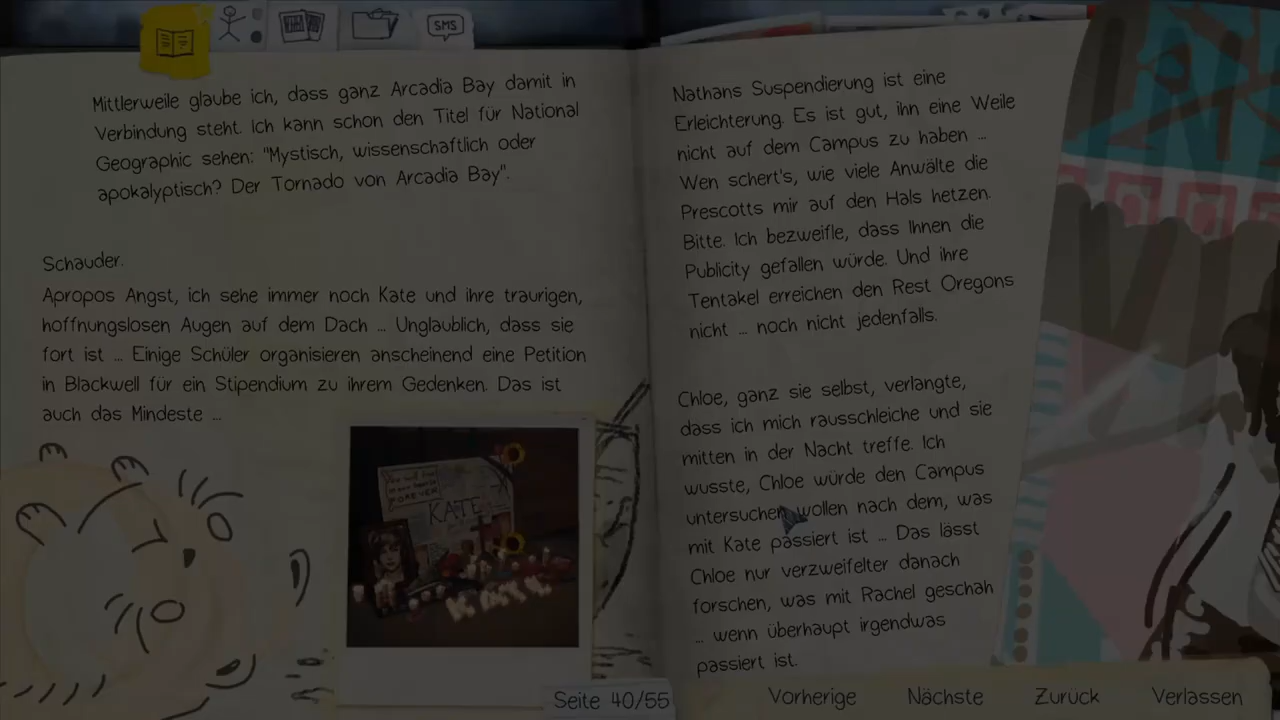 SMS
Mittlerweile glaube ich, dass ganz Arcadia Bay damit in
Verbindung steht. Ich kann schon den Titel für National
Geographic sehen: "Mystisch, wissenschaftlich oder
apokalyptisch? Der Tornado von Arcadia Bay".
Schauder.
Apropos Angst, ich sehe immer noch Kate und ihre traurigen,
hoffnungslosen Augen auf dem Dach ... Unglaublich, dass sie
fort ist ... Einige Schüler organisieren anscheinend eine Petition
in Blackwell für ein Stipendium zu ihrem Gedenken. Das ist
auch das Mindeste ...
FOREVER
KATE
KATE
Nathans Suspendierung ist eine
Erleichterung. Es ist gut, ihn eine Weile
nicht auf dem Campus zu haben ...
Wen schert's, wie viele Anwälte die
Prescotts mir auf den Hals hetzen.
Bitte. Ich bezweifle, dass Ihnen die
Publicity gefallen würde. Und ihre
Tentakel erreichen den Rest Oregons
nicht ... noch nicht jedenfalls.
Chloe, ganz sie selbst, verlangte,
dass ich mich rausschleiche und sie
mitten in der Nacht treffe. Ich
wusste, Chloe würde den Campus
untersuchen wollen nach dem, was
mit Kate passiert ist ... Das lässt
Chloe nur verzweifelter danach
forschen, was mit Rachel geschah
... wenn überhaupt irgendwas
passiert ist.
Seite 40/55
Vorherige Nächste Zurück Verlassen